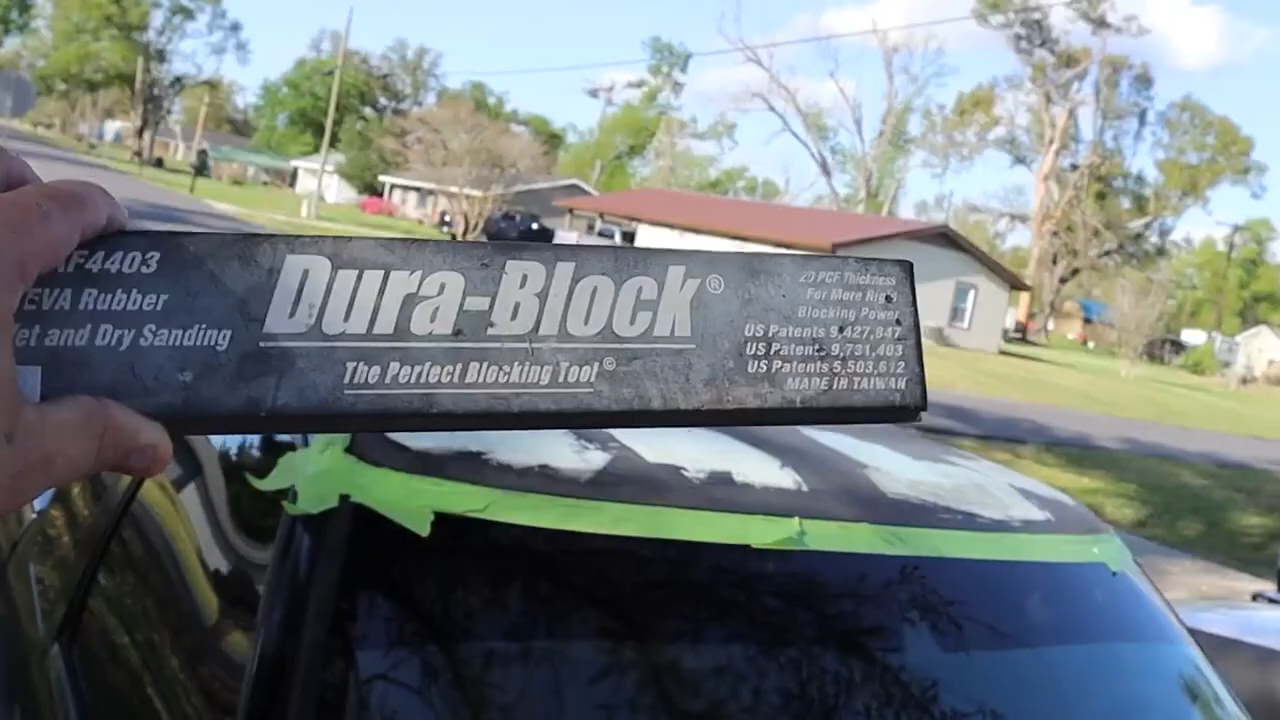 AF4403
EVA Rubber
et and Dry Sanding
Dura-Block®
The Perfect Blocking Tool©
20 PCF Thickness
For More Rigid
Blocking Power
US Patents 9,427,847
US Patents 9,731,403
US Patents 5,503,612
MADE IN TAIWAN